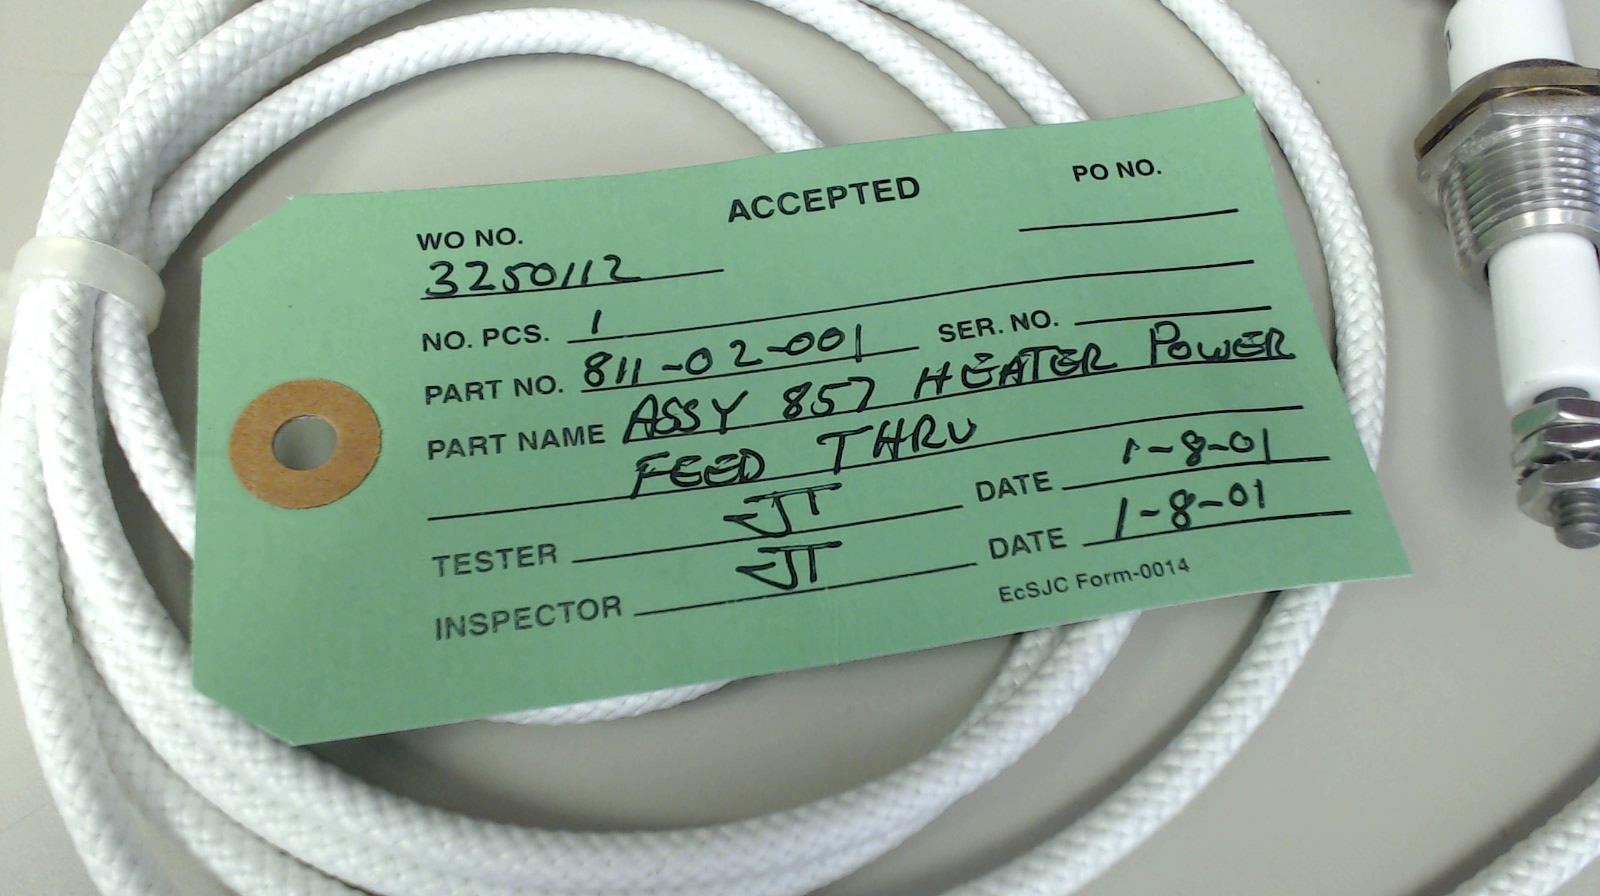 ACCEPTED
PO NO.
WO NO.
3250112
NO. PCS. 1
PART NO. 811-02-001 SER. NO.
PART NAME ASSY 857 HEATER POWER
FEED THRU
TESTER JT DATE 1-8-01
INSPECTOR JT DATE 1-8-01
EcSJC Form-0014